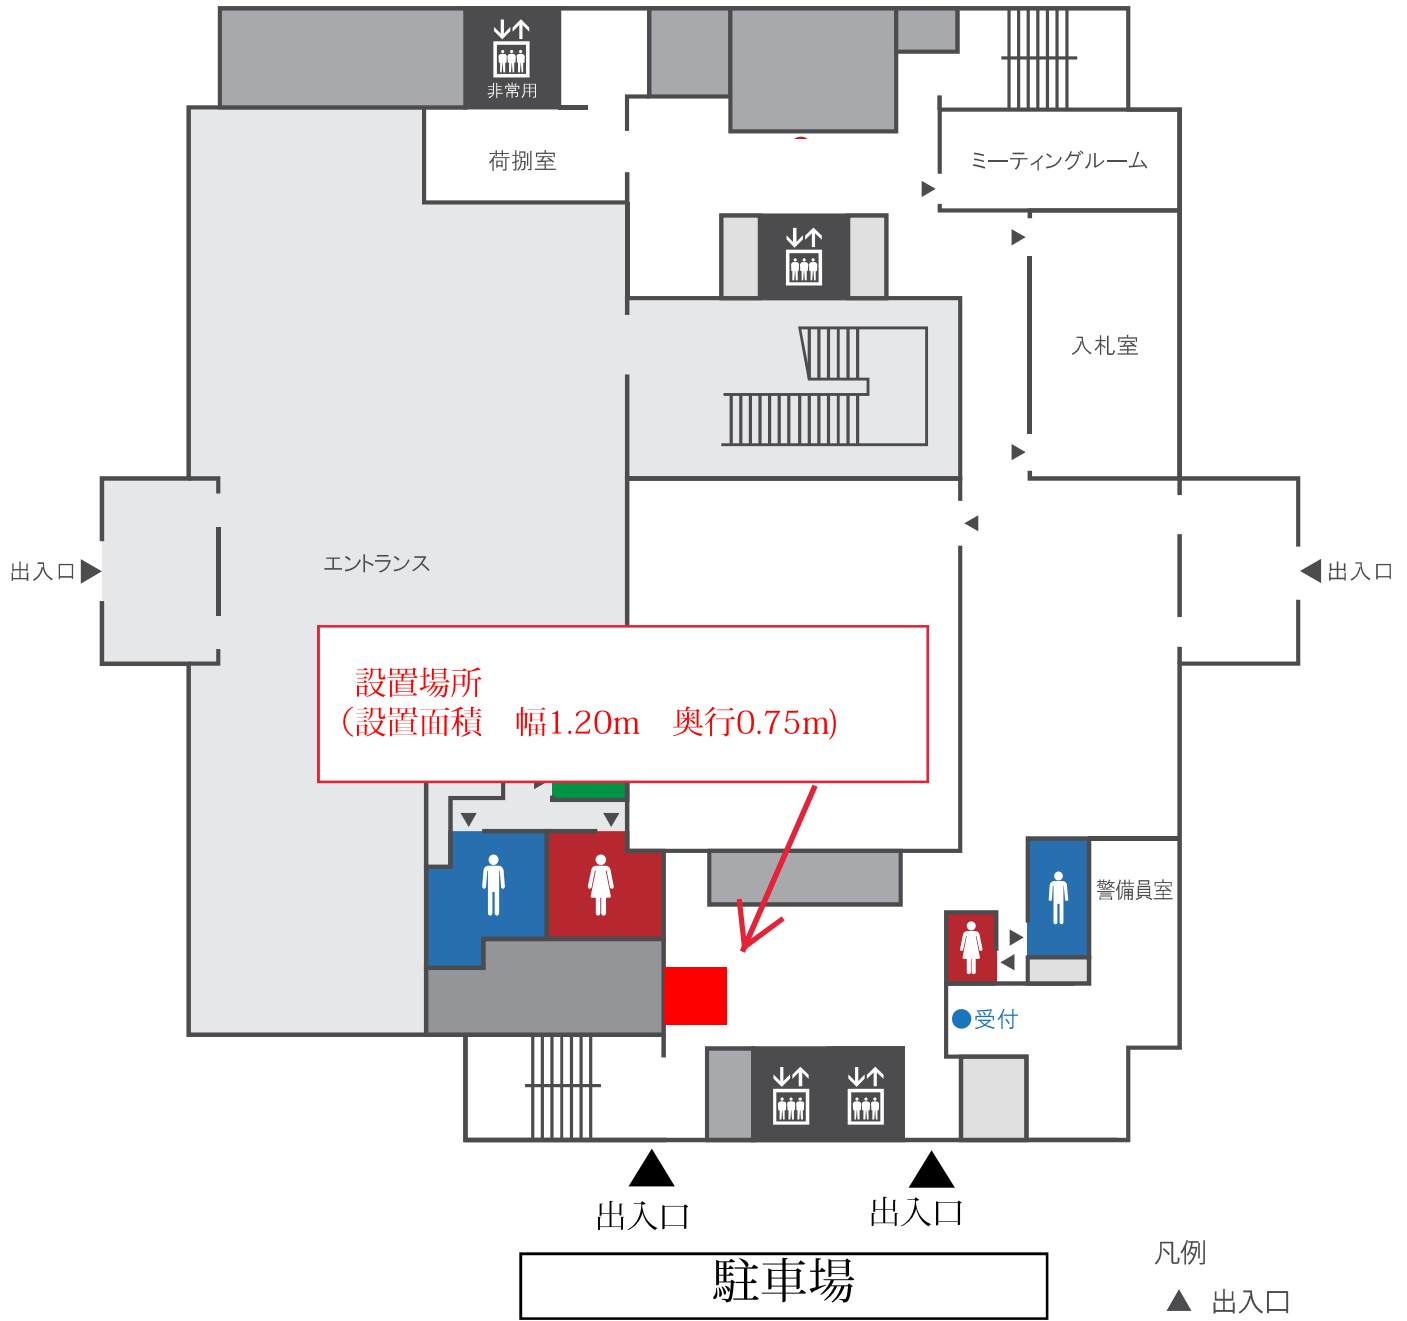 非常用
荷捌室
ミーティングルーム
入札室
出入口
エントランス
出入口
設置場所
（設置面積　幅1.20m　奥行0.75m)
警備員室
受付
出入口
出入口
駐車場
凡例
出入口